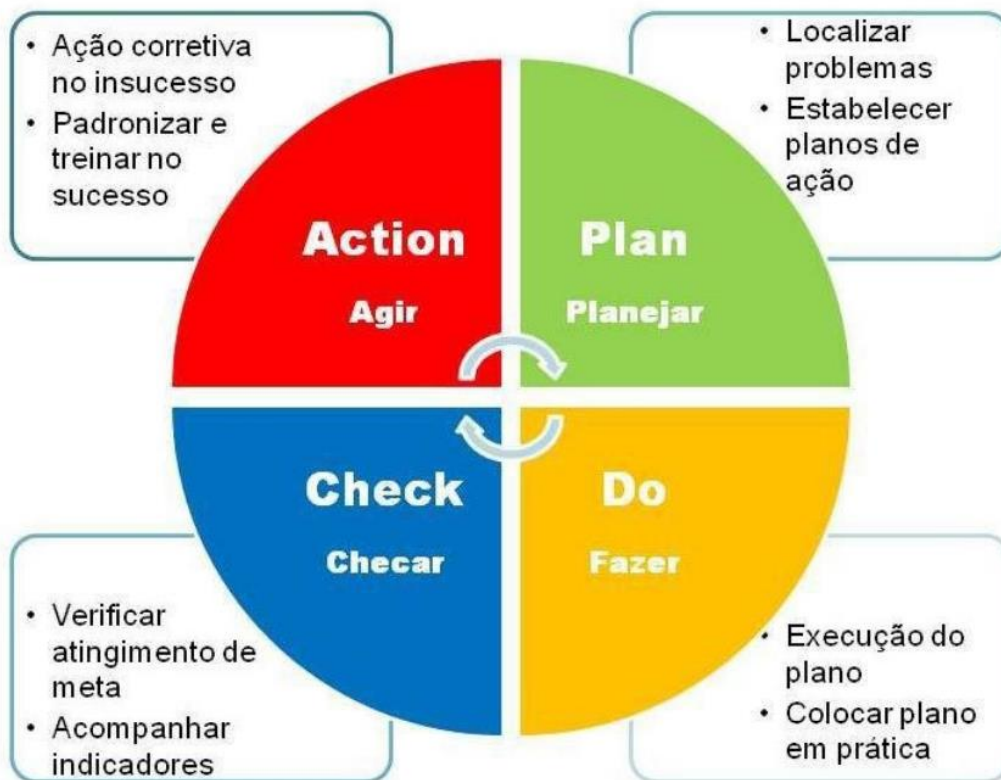 • Ação corretiva
no insucesso
• Padronizar e
treinar no
sucesso
• Localizar
problemas
• Estabelecer
planos de
ação
Action
Agir
Plan
Planejar
Check
Checar
Do
Fazer
• Verificar
atingimento de
meta
• Acompanhar
indicadores
• Execução do
plano
• Colocar plano
em prática